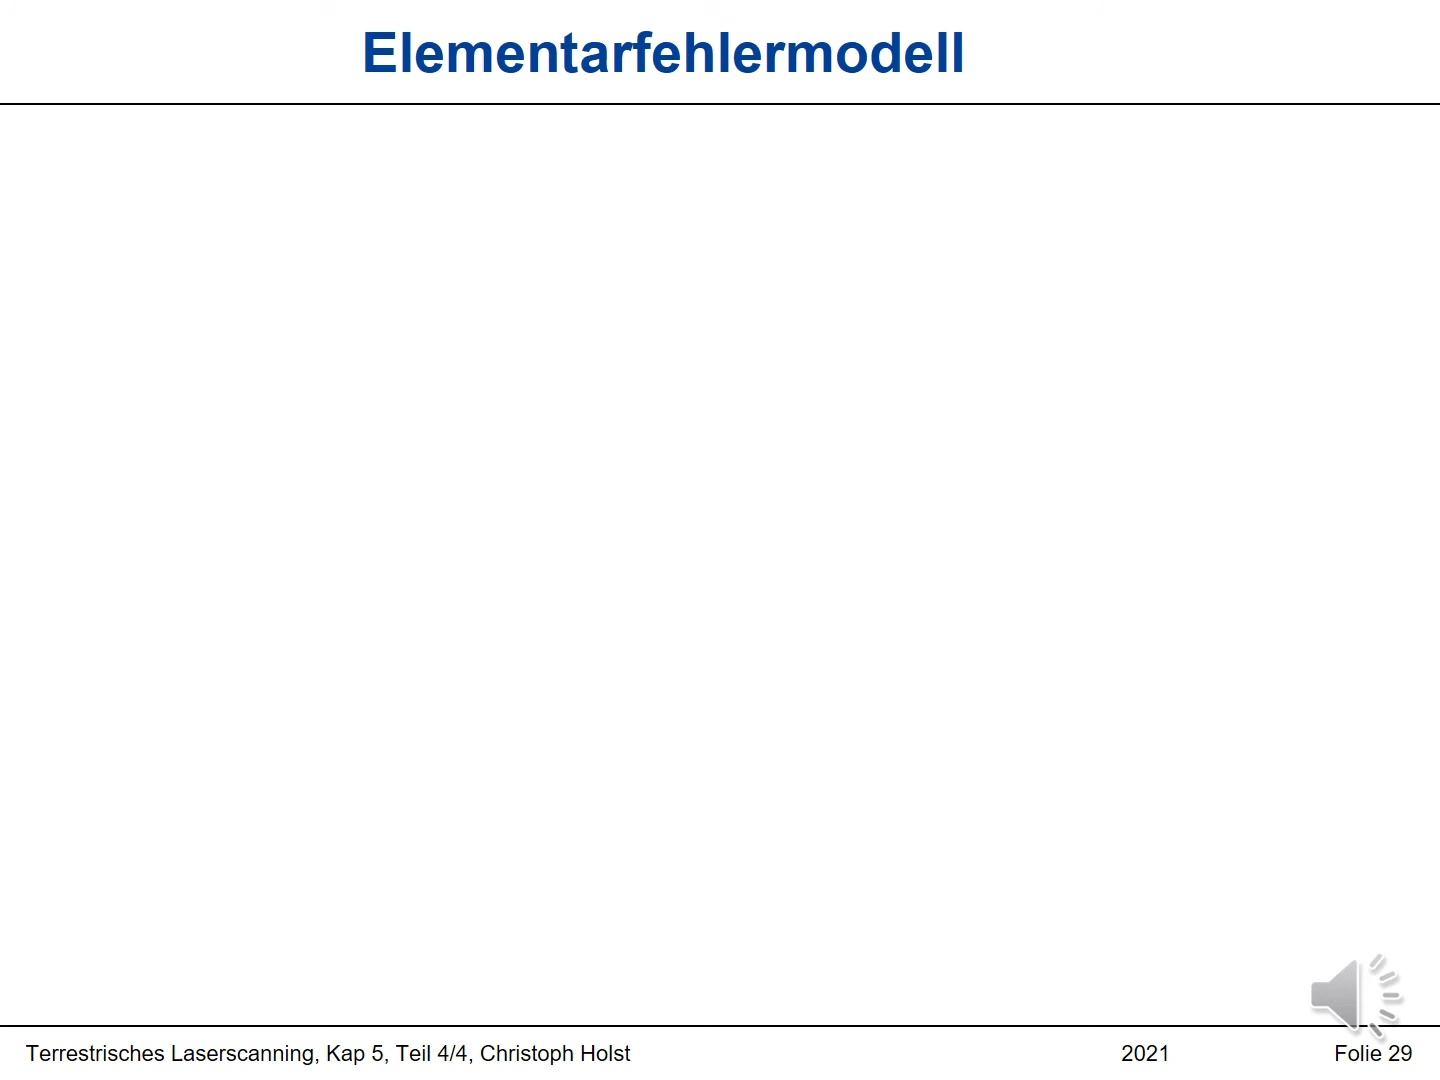 Elementarfehlermodell
Terrestrisches Laserscanning, Kap 5, Teil 4/4, Christoph Holst
2021
Folie 29